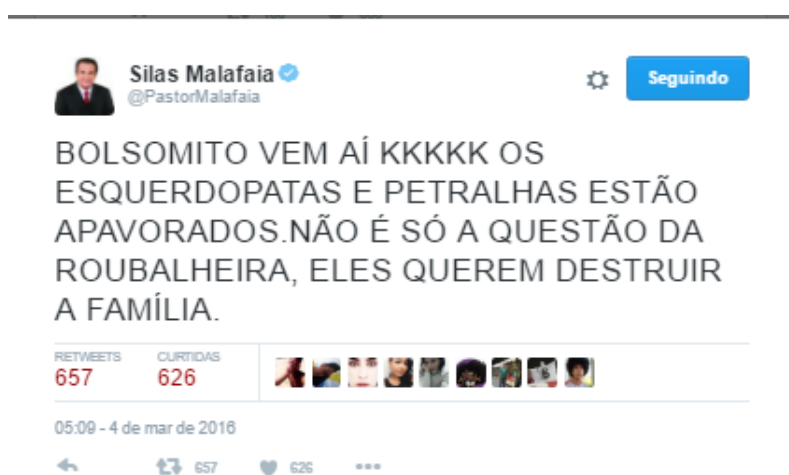 Silas Malafaia
@PastorMalafaia
Seguindo
BOLSOMITO VEM AÍ KKKKK OS
ESQUERDOPATAS E PETRALHAS ESTÃO
APAVORADOS.NÃO É SÓ A QUESTÃO DA
ROUBALHEIRA, ELES QUEREM DESTRUIR
A FAMÍLIA.
RETWEETS CURTIDAS
657 626
05:09 - 4 de mar de 2016
657 626